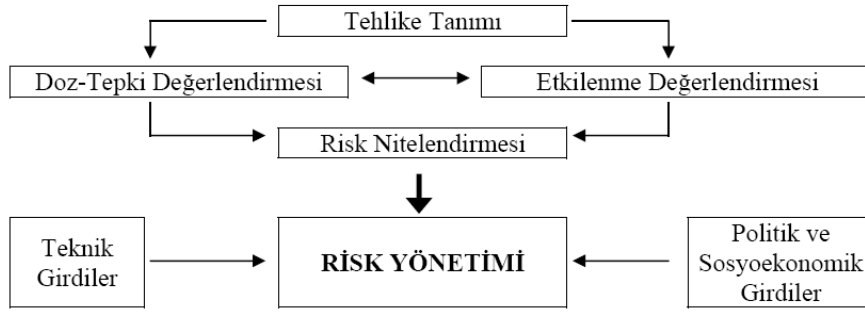 Tehlike Tanımı
Doz-Tepki Değerlendirmesi
Etkilenme Değerlendirmesi
Risk Nitelendirmesi
Teknik
Girdiler
RİSK YÖNETİMİ
Politik ve
Sosyoekonomik
Girdiler